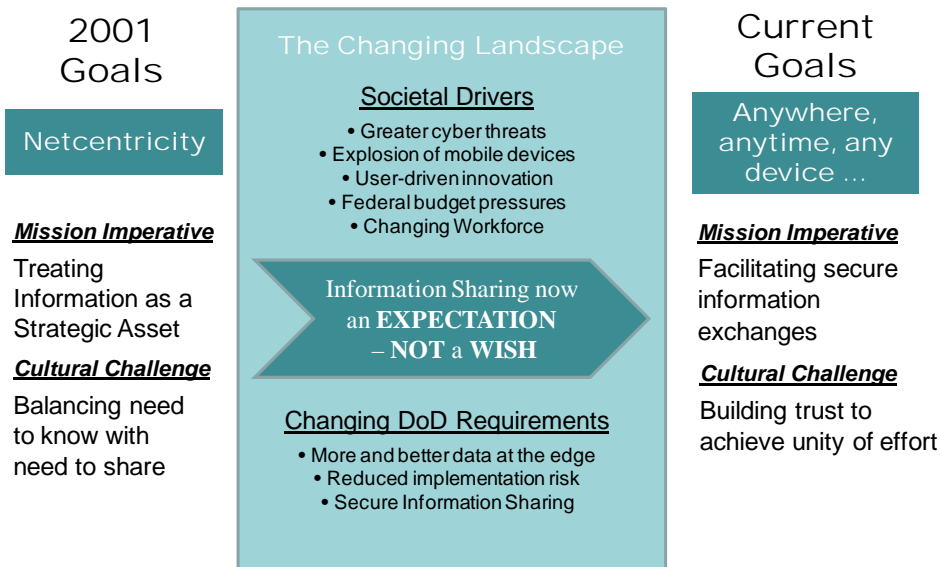 2001
Goals
Netcentricity
Mission Imperative
Treating
Information as a
Strategic Asset
Cultural Challenge
Balancing need
to know with
need to share
The Changing Landscape
Societal Drivers
• Greater cyber threats
• Explosion of mobile devices
• User-driven innovation
• Federal budget pressures
• Changing Workforce
Information Sharing now
an EXPECTATION
– NOT a WISH
Changing DoD Requirements
• More and better data at the edge
• Reduced implementation risk
• Secure Information Sharing
Current
Goals
Anywhere,
anytime, any
device ...
Mission Imperative
Facilitating secure
information
exchanges
Cultural Challenge
Building trust to
achieve unity of effort